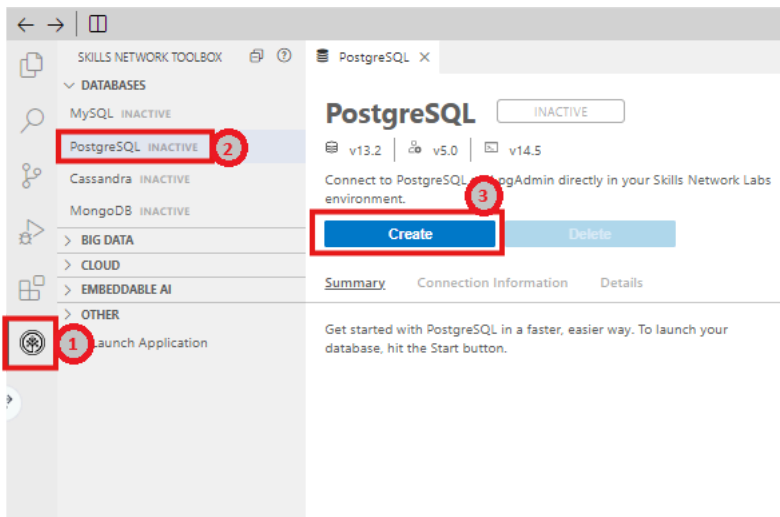 SKILLS NETWORK TOOLBOX
DATABASES
MySQL INACTIVE
PostgreSQL INACTIVE
2
Cassandra INACTIVE
MongoDB INACTIVE
BIG DATA
CLOUD
EMBEDDABLE AI
OTHER
1
Launch Application
PostgreSQL
PostgreSQL INACTIVE
v13.2 v5.0 v14.5
Connect to PostgreSQL pgAdmin directly in your Skills Network Labs
environment.
3
Create Delete
Summary Connection Information Details
Get started with PostgreSQL in a faster, easier way. To launch your
database, hit the Start button.